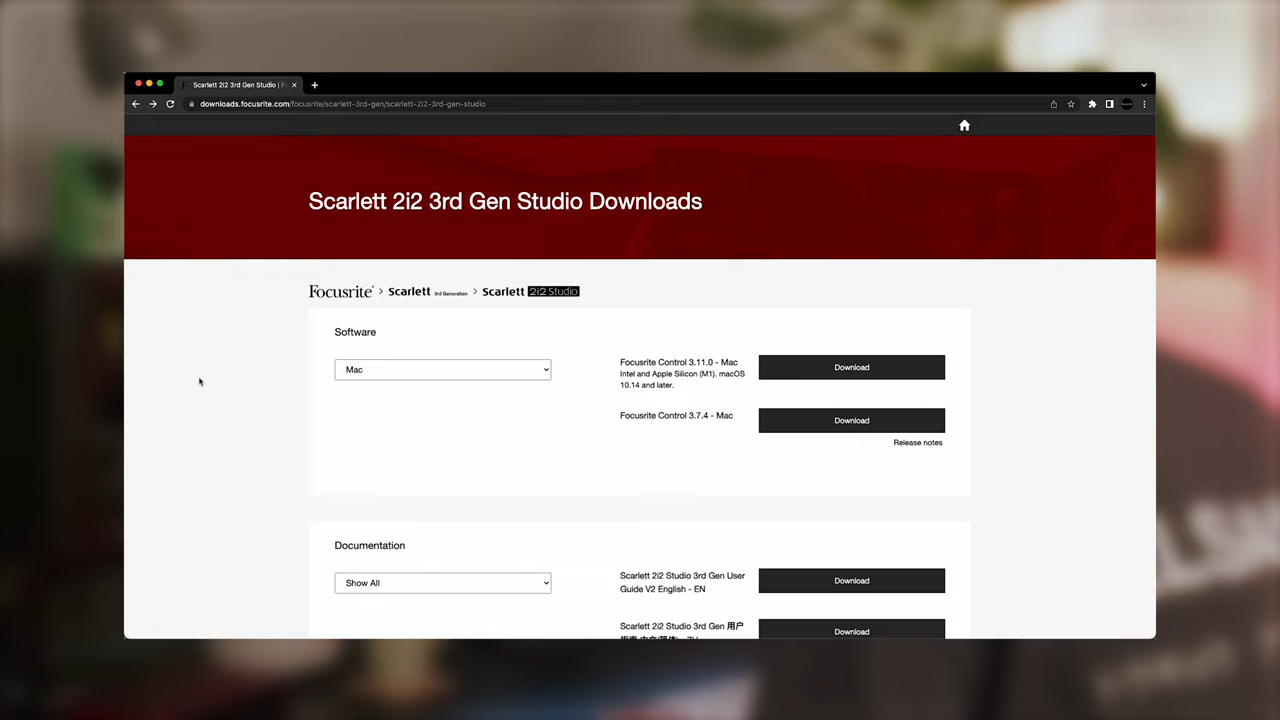 Scarlett 2i2 3rd Gen Studio | F
downloads.focusrite.com/focusrite/scarlett-3rd-gen/scarlett-2i2-3rd-gen-studio
Scarlett 2i2 3rd Gen Studio Downloads
Focusrite > Scarlett 3rd Generation > Scarlett 2i2 Studio
Software
Mac
Focusrite Control 3.11.0 - Mac
Intel and Apple Silicon (M1). macOS
10.14 and later.
Download
Focusrite Control 3.7.4 - Mac
Download
Release notes
Documentation
Show All
Scarlett 2i2 Studio 3rd Gen User
Guide V2 English - EN
Download
Scarlett 2i2 Studio 3rd Gen 用户
Download